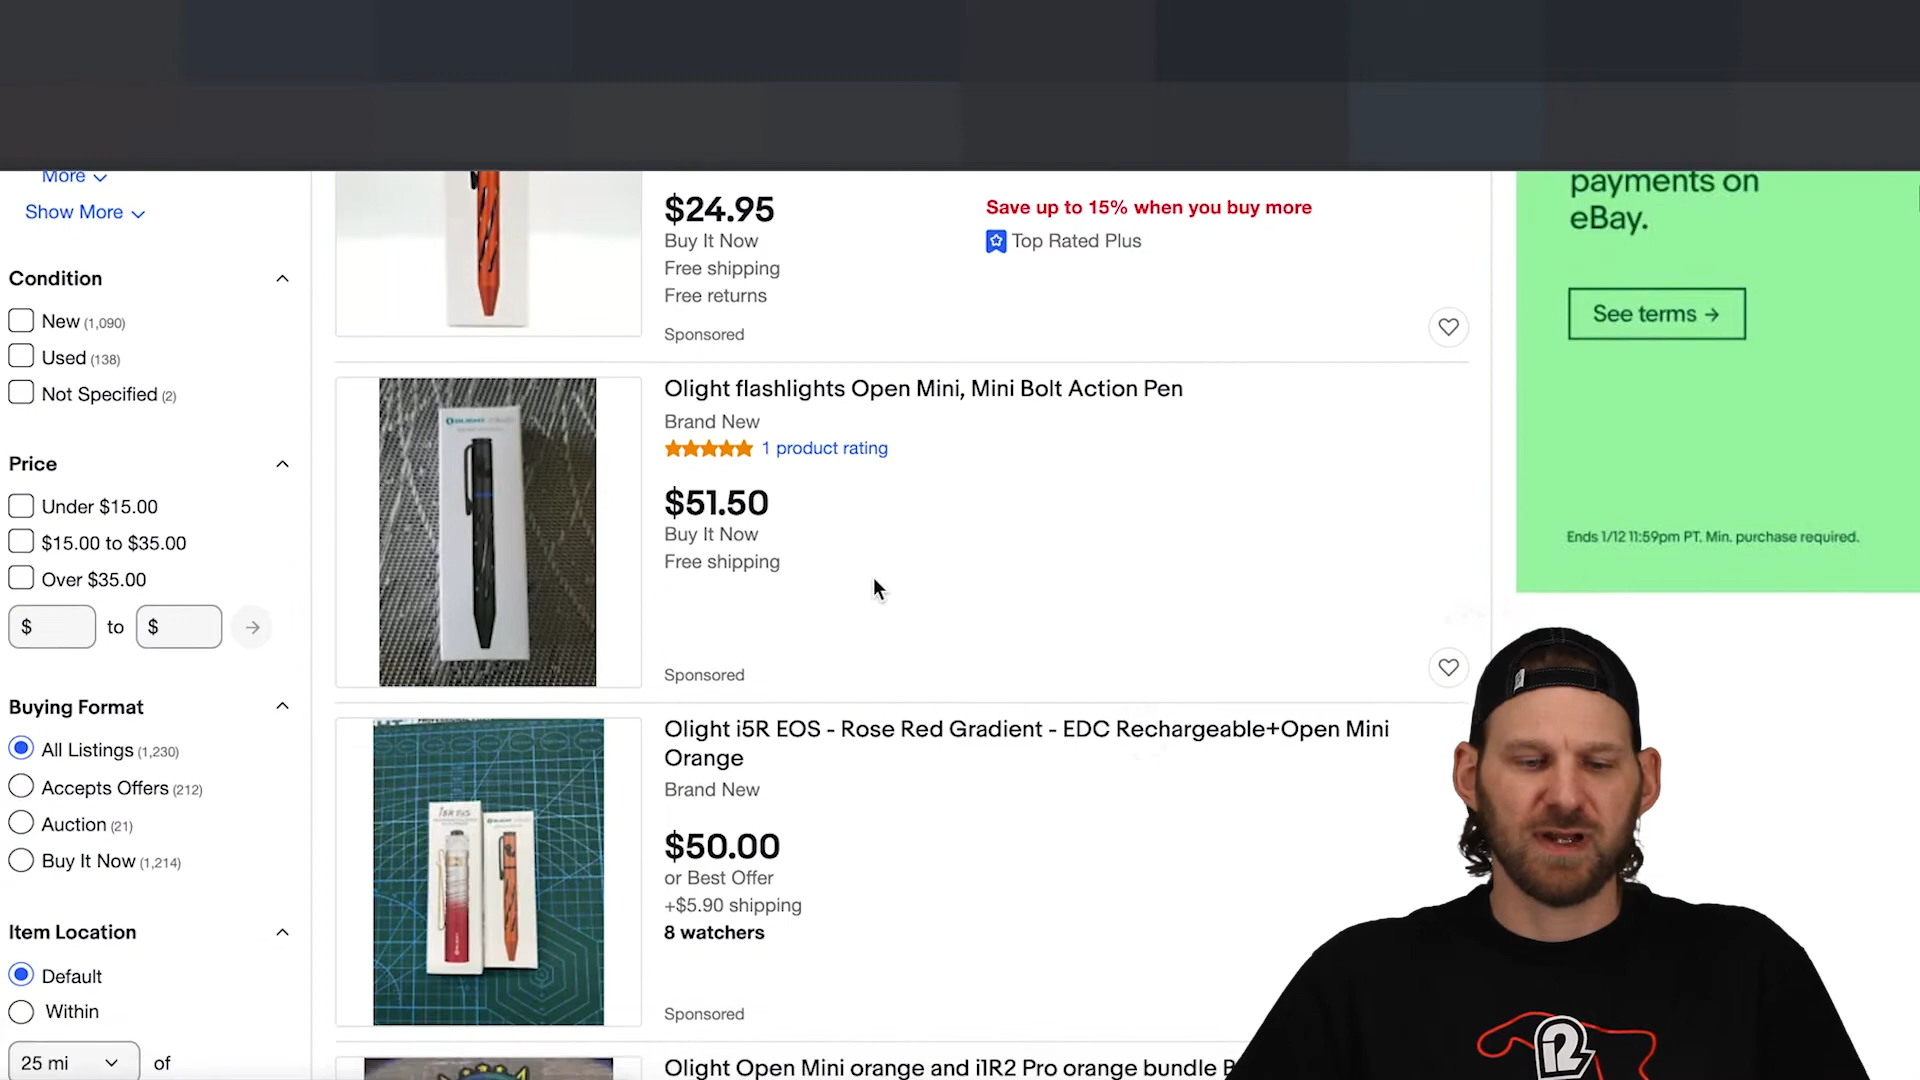 More
Show More
Condition
New (1,090)
Used (138)
Not Specified (2)
Price
Under $15.00
$15.00 to $35.00
Over $35.00
$ to $
Buying Format
All Listings (1,230)
Accepts Offers (212)
Auction (21)
Buy It Now (1,214)
Item Location
Default
Within
25 mi of
$24.95
Buy It Now
Free shipping
Free returns
Sponsored
Save up to 15% when you buy more
Top Rated Plus
Olight flashlights Open Mini, Mini Bolt Action Pen
Brand New
1 product rating
$51.50
Buy It Now
Free shipping
Sponsored
OLIGHT
Olight i5R EOS - Rose Red Gradient - EDC Rechargeable+Open Mini
Orange
Brand New
$50.00
or Best Offer
+$5.90 shipping
8 watchers
Sponsored
Olight Open Mini orange and i1R2 Pro orange bundle
payments on
eBay.
See terms →
Ends 1/12 11:59pm PT. Min. purchase required.